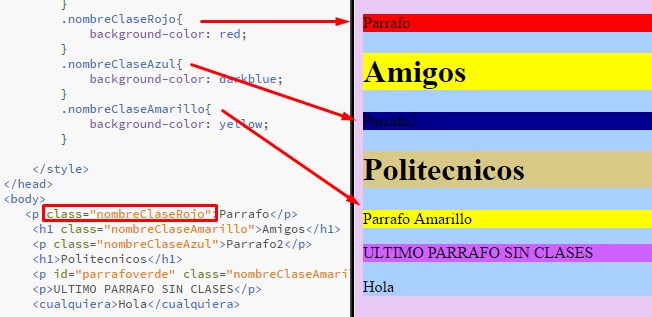 }
.nombreClaseRojo{
background-color: red;
}
.nombreClaseAzul{
background-color: darkblue;
}
.nombreClaseAmarillo{
background-color: yellow;
}
</style>
</head>
<body>
<p class="nombreClaseRojo">Parrafo</p>
<h1 class="nombreClaseAmarillo">Amigos</h1>
<p class="nombreClaseAzul">Parrafo2</p>
<h1>Politecnicos</h1>
<p id="parrafoverde" class="nombreClaseAmaril
<p>ULTIMO PARRAFO SIN CLASES</p>
<cualquiera>Hola</cualquiera>
Parrafo
Amigos
Parrafo2
Politecnicos
Parrafo Amarillo
ULTIMO PARRAFO SIN CLASES
Hola